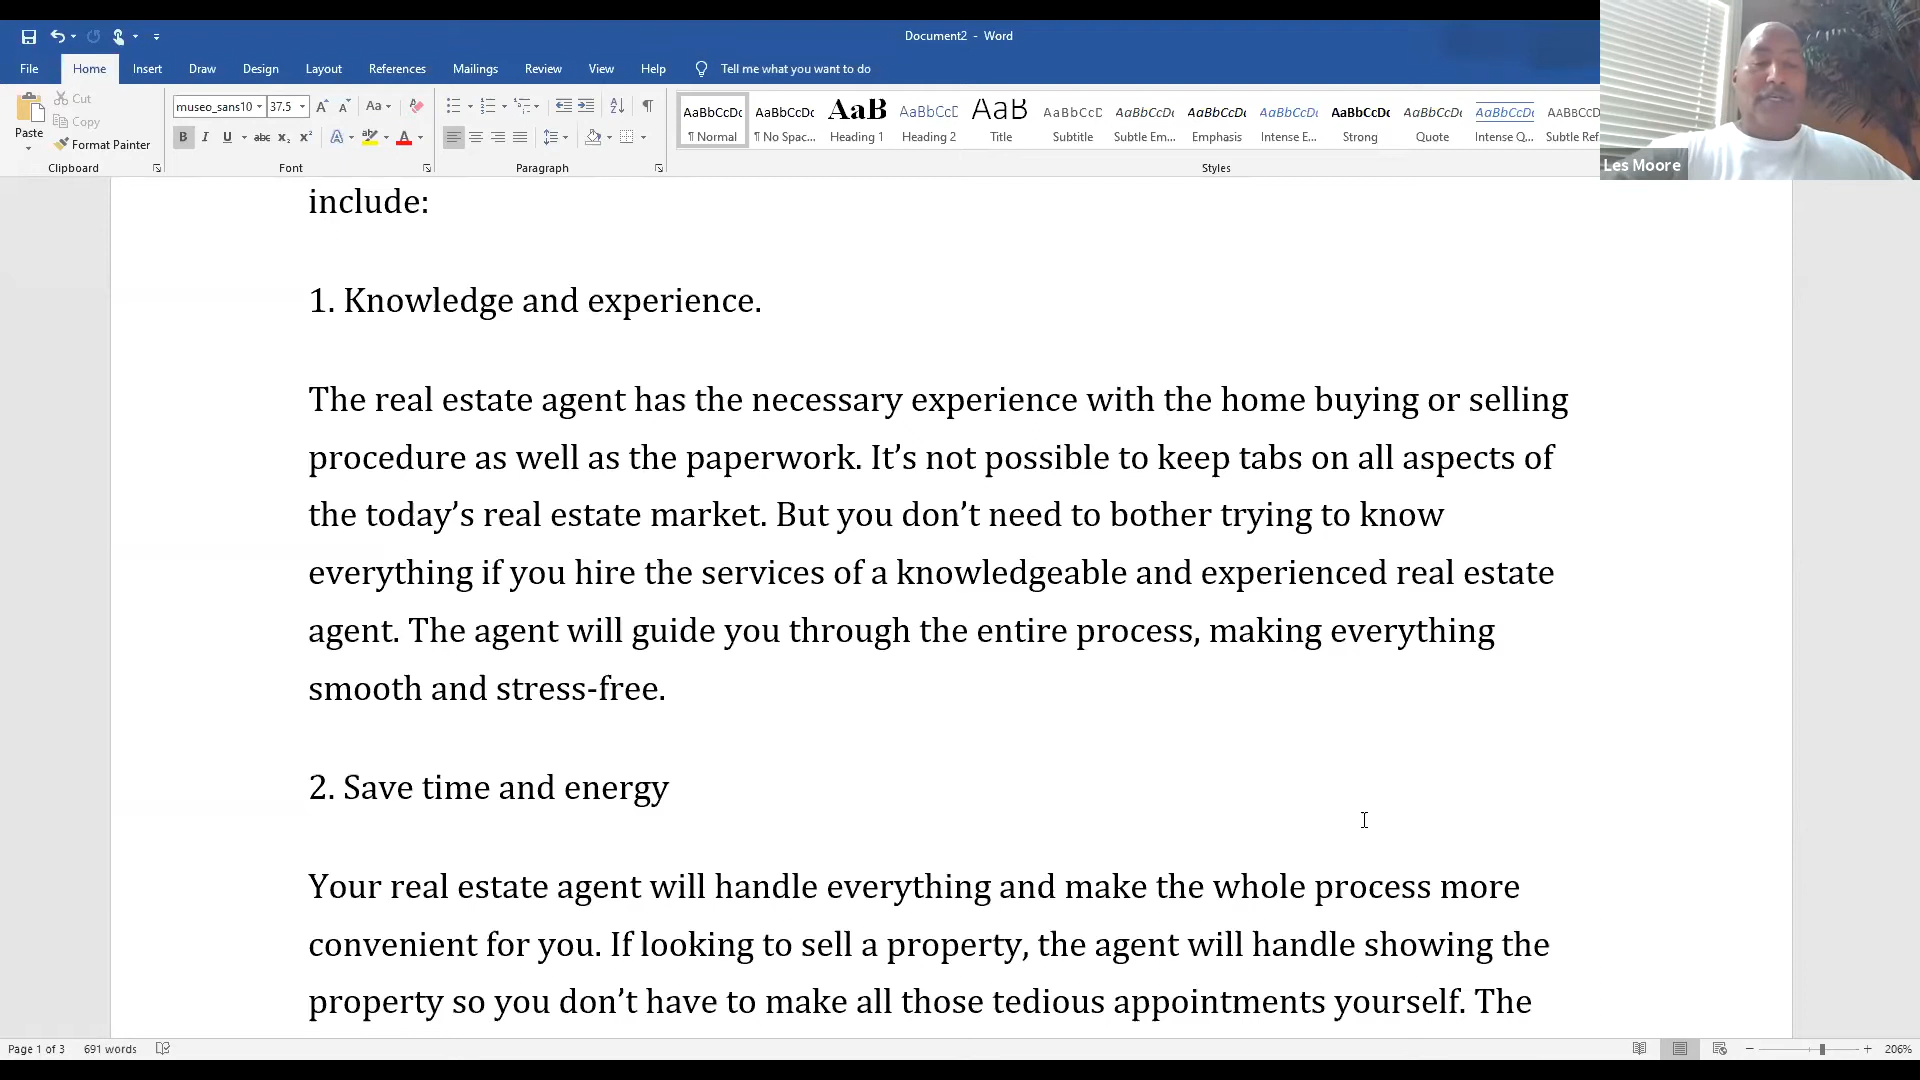 Document2 - Word
File Home Insert Draw Design Layout References Mailings Review View Help Tell me what you want to do
Paste
Cut
Copy
Format Painter
Clipboard
museo_sans10 37.5
Font
Paragraph
AaBbCcDc AaBbCcDc AaB AaBbCcD AaB AaBbCcD AaBbCcDc AaBbCcDc AaBbCcDc AaBbCcDc AaBbCcDc AaBbCcDc AaBbCcDc
¶ Normal ¶ No Spac... Heading 1 Heading 2 Title Subtitle Subtle Em... Emphasis Intense E... Strong Quote Intense Q... Subtle Ref
Styles
Les Moore
include:
1. Knowledge and experience.
The real estate agent has the necessary experience with the home buying or selling
procedure as well as the paperwork. It’s not possible to keep tabs on all aspects of
the today’s real estate market. But you don’t need to bother trying to know
everything if you hire the services of a knowledgeable and experienced real estate
agent. The agent will guide you through the entire process, making everything
smooth and stress-free.
2. Save time and energy
Your real estate agent will handle everything and make the whole process more
convenient for you. If looking to sell a property, the agent will handle showing the
property so you don’t have to make all those tedious appointments yourself. The
Page 1 of 3 691 words
206%